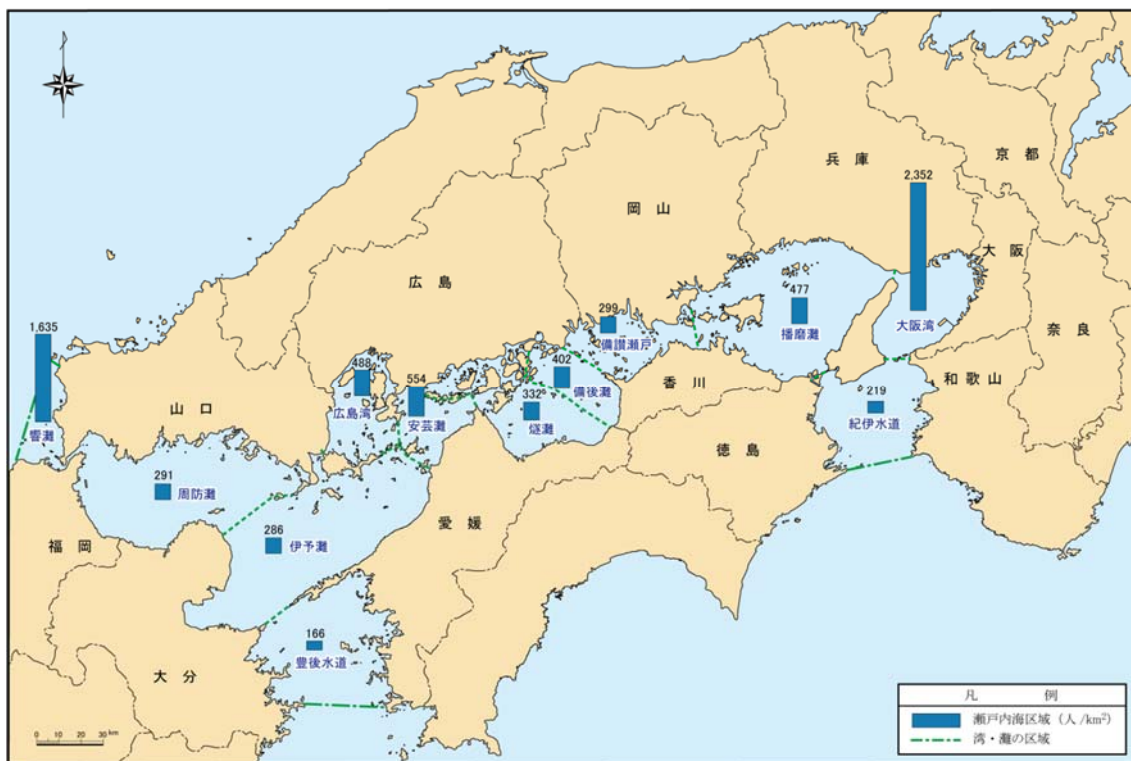 京 都
兵 庫
2,352
岡 山
大 阪
広 島
477
299
播磨灘
大阪湾
奈 良
1,635
備讃瀬戸
488
402
香 川
和歌山
554
備後灘
219
山 口
広島湾
332
安芸灘
燧灘
紀伊水道
響灘
徳 島
291
周防灘
愛 媛
286
福 岡
伊予灘
166
豊後水道
大 分
凡 例
瀬戸内海区域（人/km²）
湾・灘の区域
0 10 20 30 km